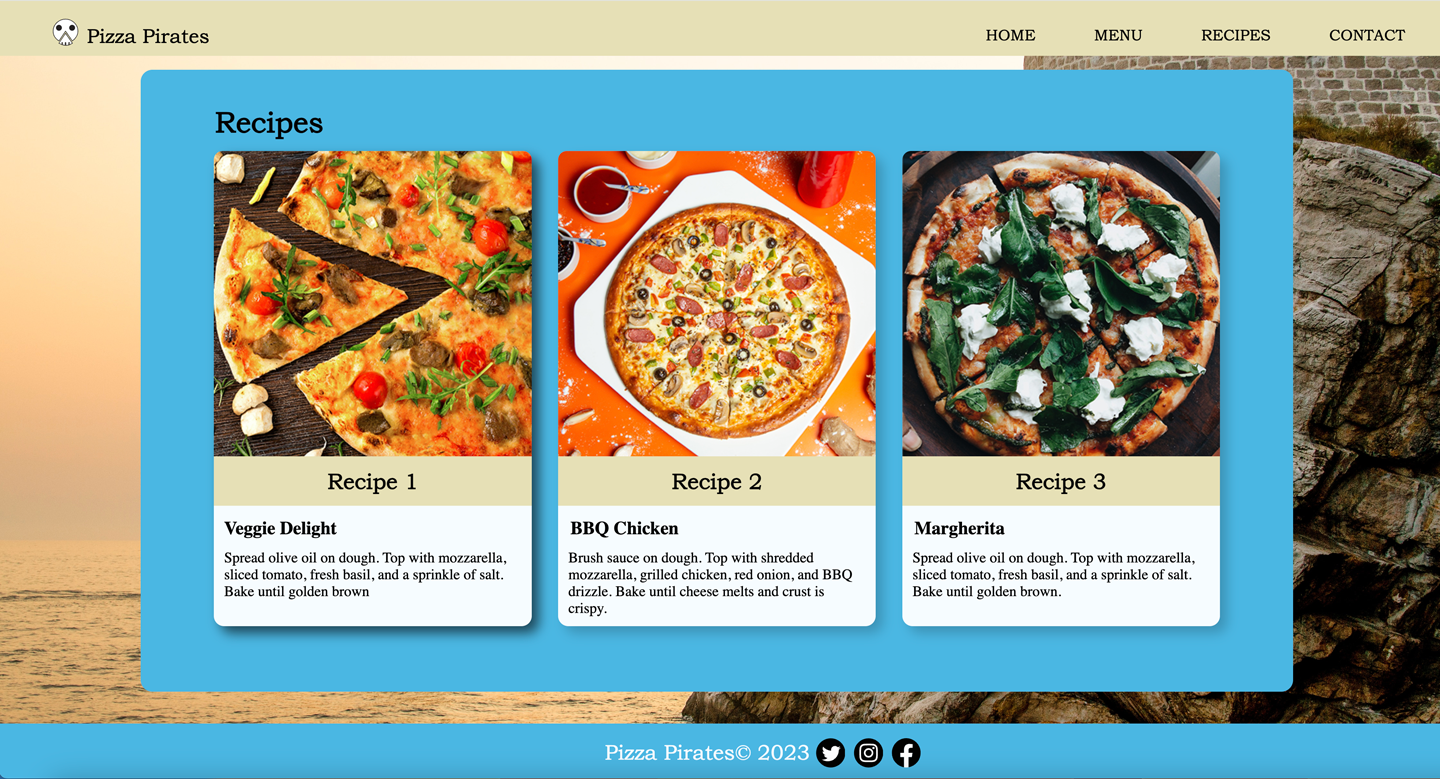 Pizza Pirates
HOME MENU RECIPES CONTACT
Recipes
Recipe 1
Veggie Delight
Spread olive oil on dough. Top with mozzarella,
sliced tomato, fresh basil, and a sprinkle of salt.
Bake until golden brown
Recipe 2
BBQ Chicken
Brush sauce on dough. Top with shredded
mozzarella, grilled chicken, red onion, and BBQ
drizzle. Bake until cheese melts and crust is
crispy.
Recipe 3
Margherita
Spread olive oil on dough. Top with mozzarella,
sliced tomato, fresh basil, and a sprinkle of salt.
Bake until golden brown.
Pizza Pirates© 2023